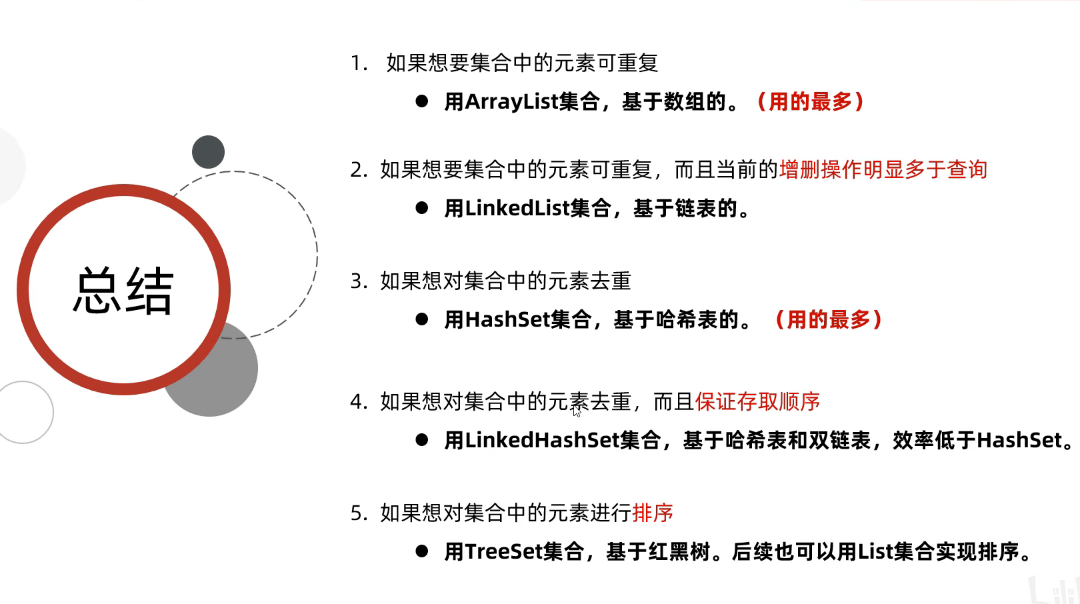 总结
1. 如果想要集合中的元素可重复
● 用ArrayList集合，基于数组的。（用的最多）
2. 如果想要集合中的元素可重复，而且当前的增删操作明显多于查询
● 用LinkedList集合，基于链表的。
3. 如果想对集合中的元素去重
● 用HashSet集合，基于哈希表的。（用的最多）
4. 如果想对集合中的元素去重，而且保证存取顺序
● 用LinkedHashSet集合，基于哈希表和双链表，效率低于HashSet。
5. 如果想对集合中的元素进行排序
● 用TreeSet集合，基于红黑树。后续也可以用List集合实现排序。